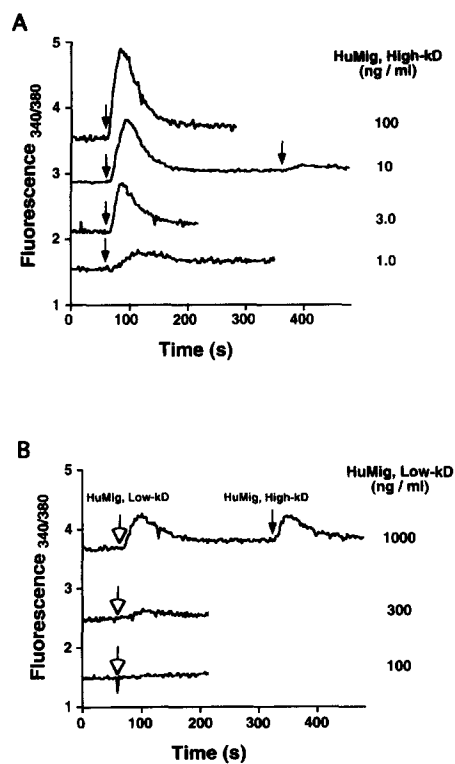 A
HuMig, High-kD
(ng / ml)
Fluorescence 340/380
5
4
3
2
1
100
10
3.0
1.0
0 100 200 300 400
Time (s)
B
HuMig, Low-kD
(ng / ml)
Fluorescence 340/380
5
4
3
2
1
HuMig, Low-kD HuMig, High-kD
1000
300
100
0 100 200 300 400
Time (s)